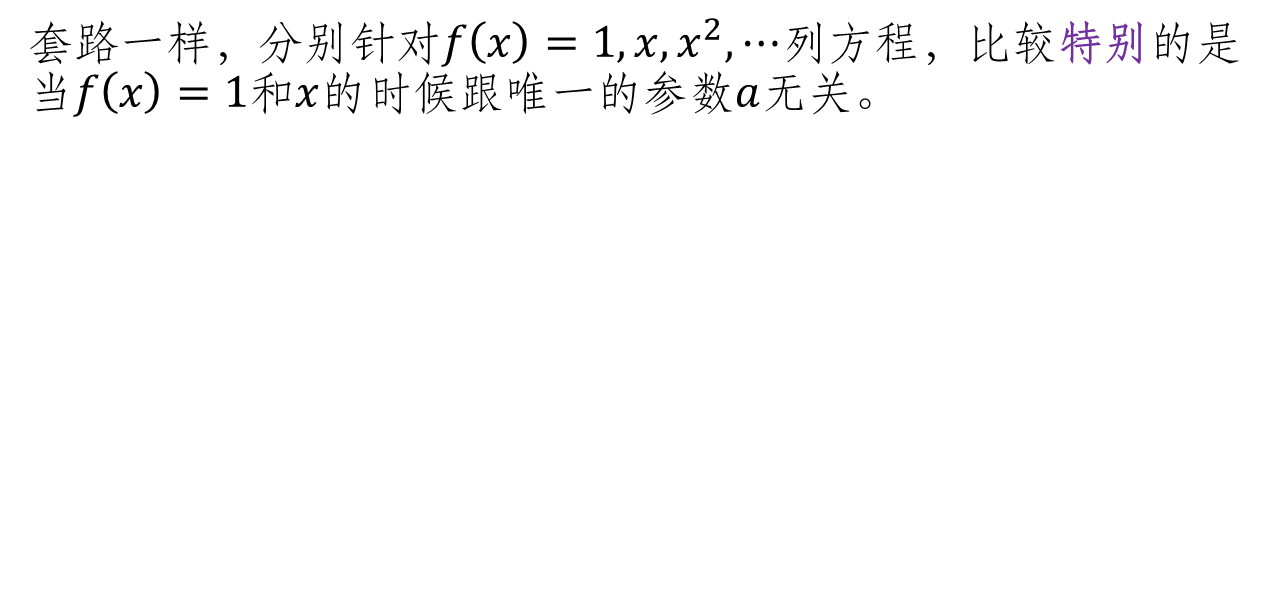 套路一样，分别针对f(x) = 1, x, x², ⋯列方程，比较特别的是
当f(x) = 1和x的时候跟唯一的参数a无关。